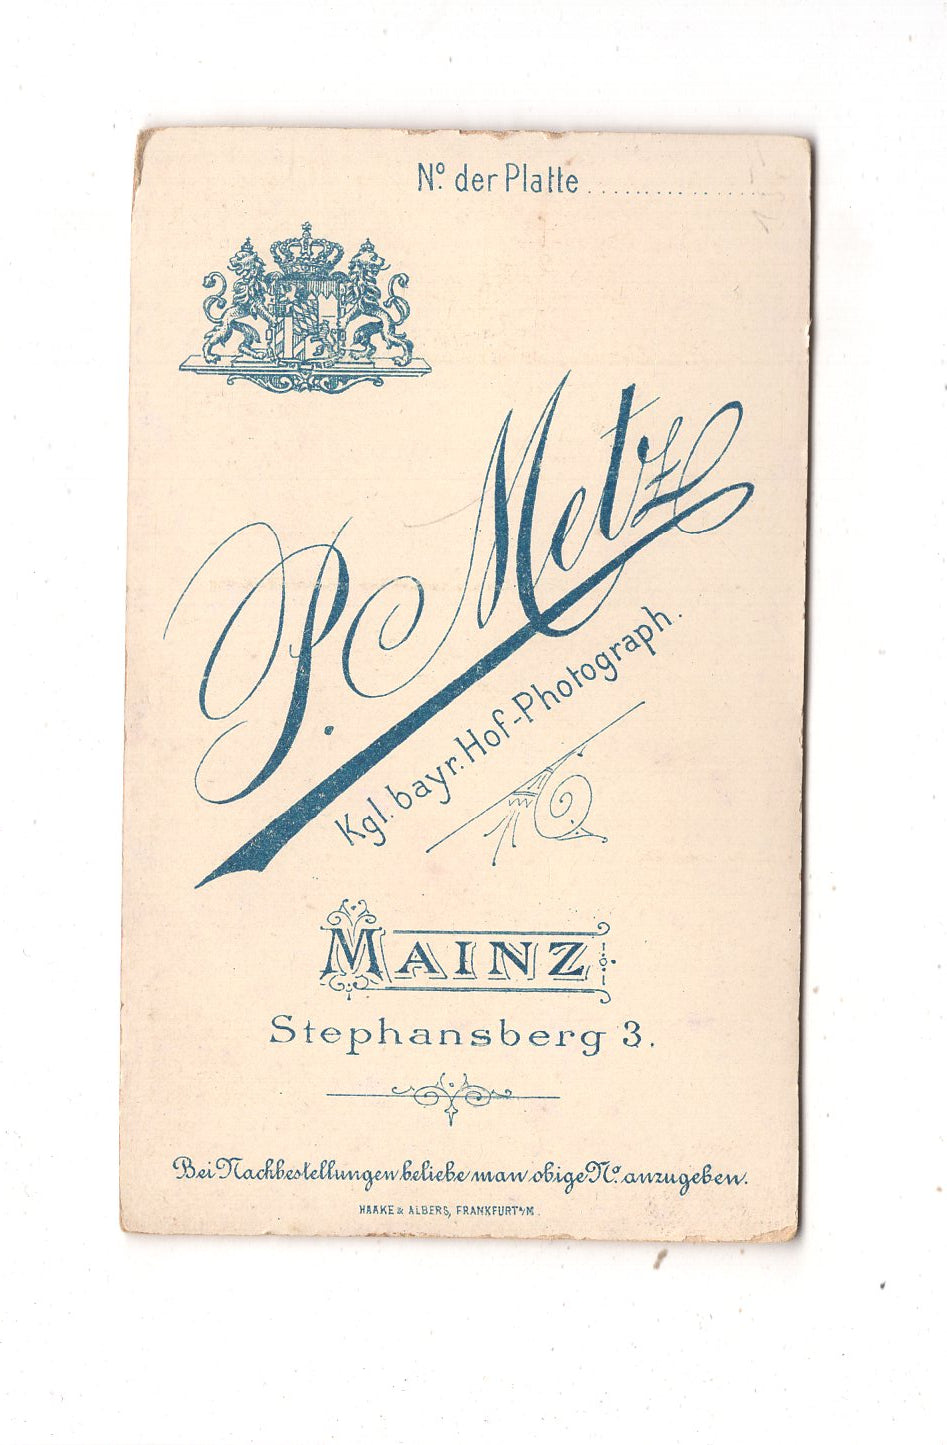 Nº der Platte ................
P. Metz
Kgl. bayr. Hof-Photograph.
MAINZ
Stephansberg 3.
Bei Nachbestellungen beliebe man obige Nº anzugeben.
HAAKE & ALBERS, FRANKFURT a/M.